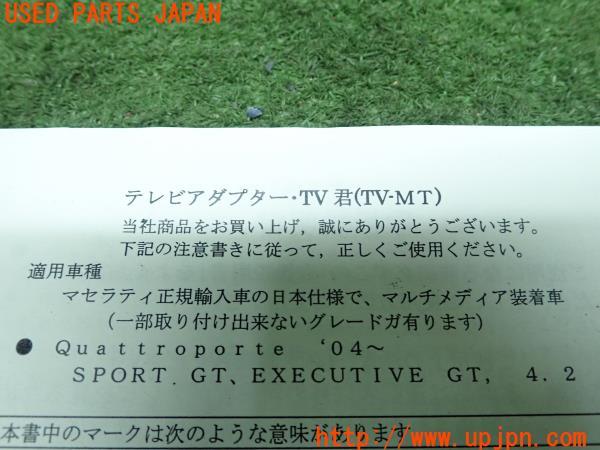 USED PARTS JAPAN
テレビアダプター・TV君(TV-MT)
当社商品をお買い上げ，誠にありがとうございます。
下記の注意書きに従って，正しくご使用ください。
適用車種
マセラティ正規輸入車の日本仕様で、マルチメディア装着車
(一部取り付け出来ないグレードガ有ります)
● Ｑｕａｔｔｒｏｐｏｒｔｅ ‘04～
ＳＰＯＲＴ．ＧＴ、ＥＸＥＣＵＴＩＶＥ ＧＴ， ４．２
本書中のマークは次のような意味があります
http://www.upjpn.com